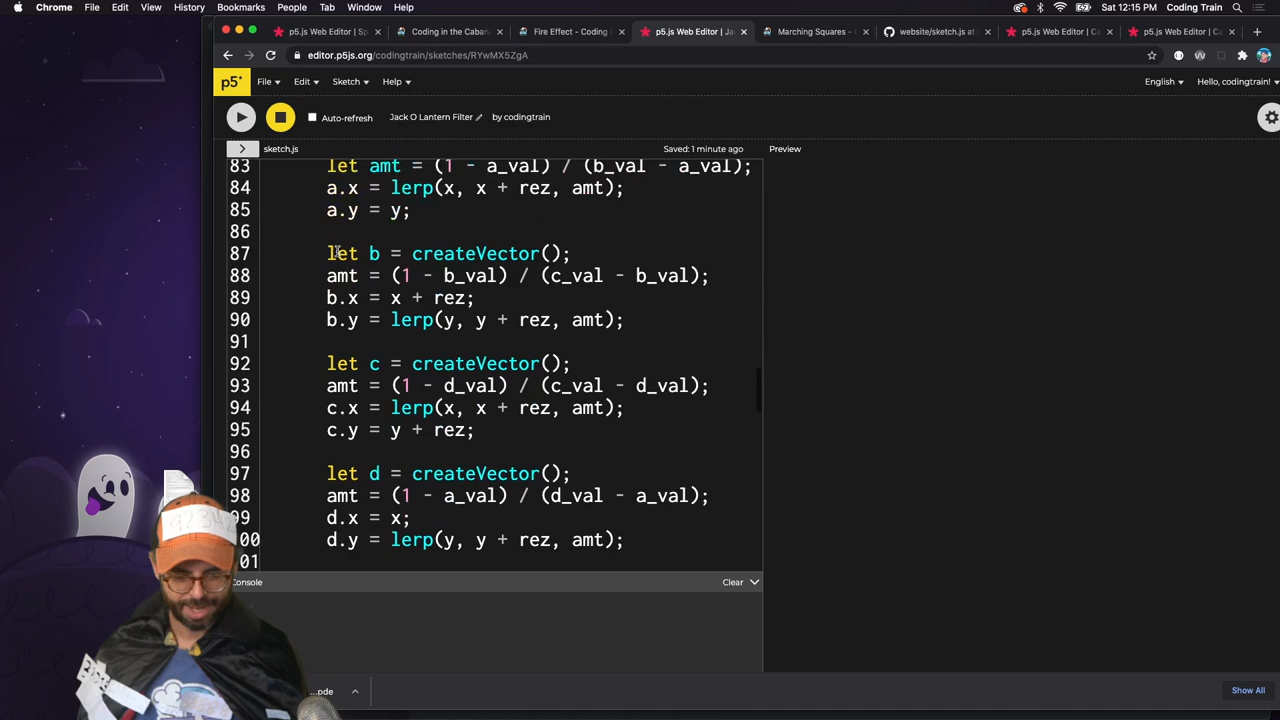 Chrome File Edit View History Bookmarks People Tab Window Help Sat 12:15 PM Coding Train
p5.js Web Editor | Sp Coding in the Cabana Fire Effect - Coding p5.js Web Editor | Ja Marching Squares - C website/sketch.js at p5.js Web Editor | C p5.js Web Editor | C
editor.p5js.org/codingtrain/sketches/RYwMX5ZgA
p5* File Edit Sketch Help English Hello, codingtrain!
Auto-refresh Jack O Lantern Filter by codingtrain
> sketch.js Saved: 1 minute ago Preview
83 let amt = (1 - a_val) / (b_val - a_val);
84 a.x = lerp(x, x + rez, amt);
85 a.y = y;
86
87 let b = createVector();
88 amt = (1 - b_val) / (c_val - b_val);
89 b.x = x + rez;
90 b.y = lerp(y, y + rez, amt);
91
92 let c = createVector();
93 amt = (1 - d_val) / (c_val - d_val);
94 c.x = lerp(x, x + rez, amt);
95 c.y = y + rez;
96
97 let d = createVector();
98 amt = (1 - a_val) / (d_val - a_val);
99 d.x = x;
00 d.y = lerp(y, y + rez, amt);
01
Console Clear
...pde Show All